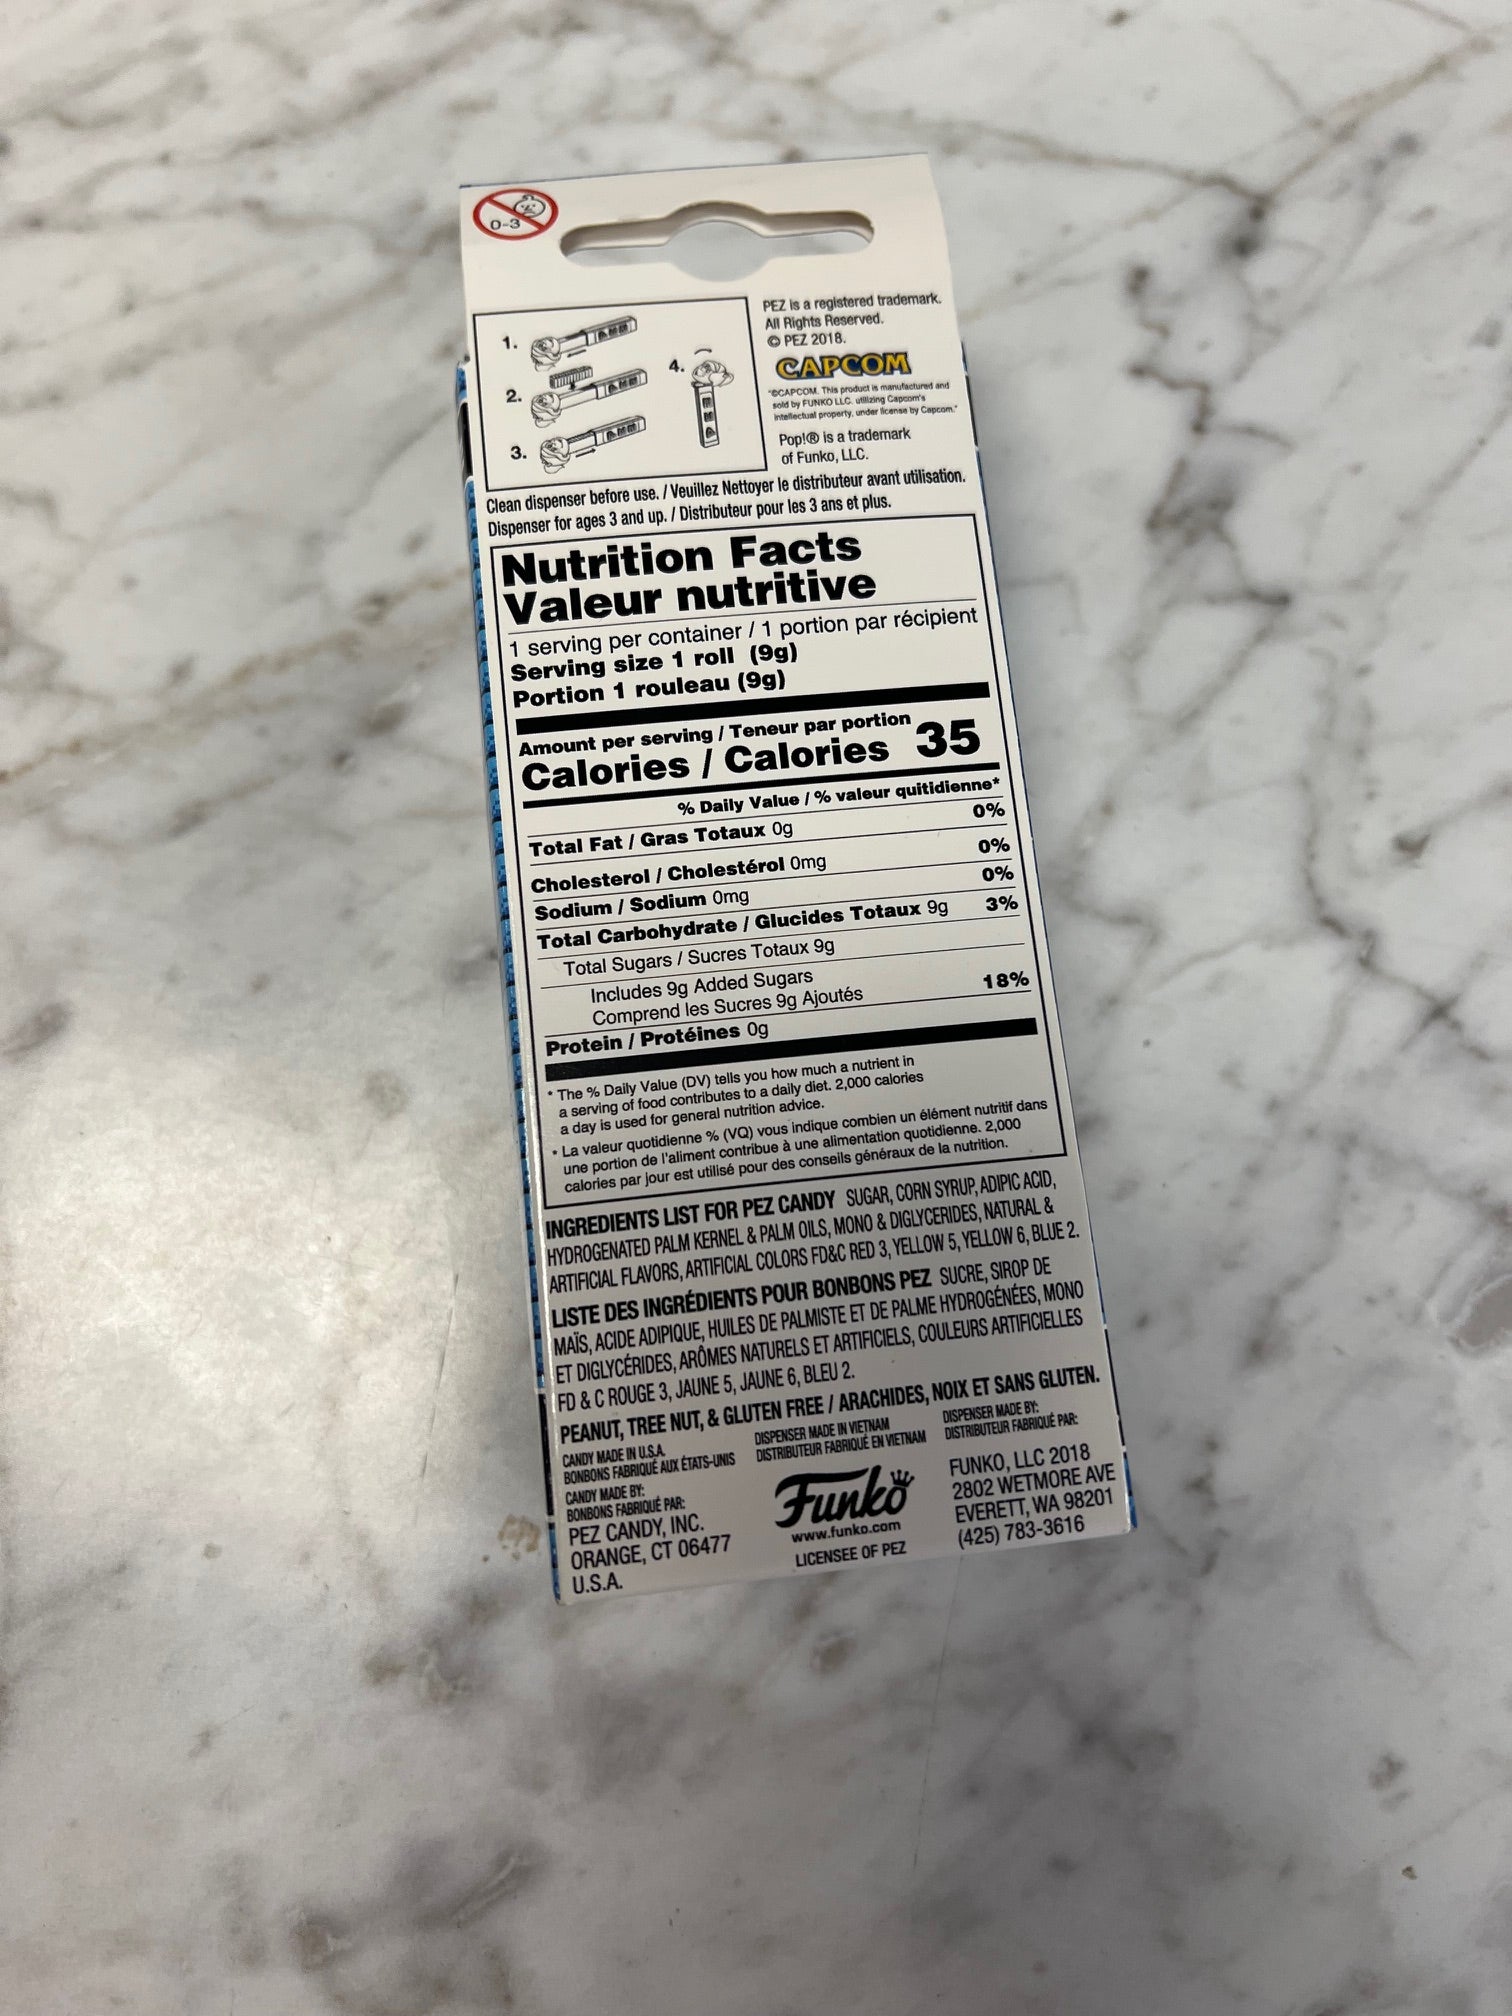 0-3
1.
2.
3.
4.
PEZ is a registered trademark.
All Rights Reserved.
© PEZ 2018.
CAPCOM
"©CAPCOM. This product is manufactured and
sold by FUNKO LLC. utilizing Capcom's
intellectual property, under license by Capcom."
Pop!® is a trademark
of Funko, LLC.
Clean dispenser before use. / Veuillez Nettoyer le distributeur avant utilisation.
Dispenser for ages 3 and up. / Distributeur pour les 3 ans et plus.
Nutrition Facts
Valeur nutritive
1 serving per container / 1 portion par récipient
Serving size 1 roll (9g)
Portion 1 rouleau (9g)
Amount per serving / Teneur par portion
Calories / Calories 35
% Daily Value / % valeur quitidienne*
Total Fat / Gras Totaux 0g 0%
Cholesterol / Cholestérol 0mg 0%
Sodium / Sodium 0mg 0%
Total Carbohydrate / Glucides Totaux 9g 3%
Total Sugars / Sucres Totaux 9g
Includes 9g Added Sugars 18%
Comprend les Sucres 9g Ajoutés
Protein / Protéines 0g
* The % Daily Value (DV) tells you how much a nutrient in
a serving of food contributes to a daily diet. 2,000 calories
a day is used for general nutrition advice.
* La valeur quotidienne % (VQ) vous indique combien un élément nutritif dans
une portion de l'aliment contribue à une alimentation quotidienne. 2,000
calories par jour est utilisé pour des conseils généraux de la nutrition.
INGREDIENTS LIST FOR PEZ CANDY SUGAR, CORN SYRUP, ADIPIC ACID,
HYDROGENATED PALM KERNEL & PALM OILS, MONO & DIGLYCERIDES, NATURAL &
ARTIFICIAL FLAVORS, ARTIFICIAL COLORS FD&C RED 3, YELLOW 5, YELLOW 6, BLUE 2.
LISTE DES INGRÉDIENTS POUR BONBONS PEZ SUCRE, SIROP DE
MAÏS, ACIDE ADIPIQUE, HUILES DE PALMISTE ET DE PALME HYDROGÉNÉES, MONO
ET DIGLYCÉRIDES, ARÔMES NATURELS ET ARTIFICIELS, COULEURS ARTIFICIELLES
FD & C ROUGE 3, JAUNE 5, JAUNE 6, BLEU 2.
PEANUT, TREE NUT, & GLUTEN FREE / ARACHIDES, NOIX ET SANS GLUTEN.
CANDY MADE IN U.S.A.
BONBONS FABRIQUÉ AUX ÉTATS-UNIS
CANDY MADE BY:
BONBONS FABRIQUÉ PAR:
PEZ CANDY, INC.
ORANGE, CT 06477
U.S.A.
DISPENSER MADE IN VIETNAM
DISTRIBUTEUR FABRIQUÉ EN VIETNAM
Funko
www.funko.com
LICENSEE OF PEZ
DISPENSER MADE BY:
DISTRIBUTEUR FABRIQUÉ PAR:
FUNKO, LLC 2018
2802 WETMORE AVE
EVERETT, WA 98201
(425) 783-3616